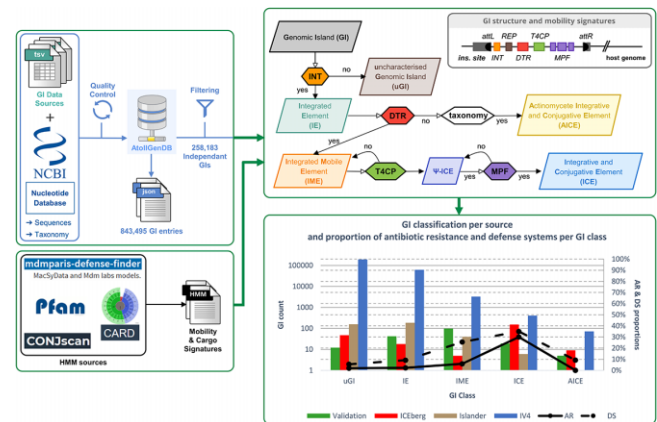 tsv
GI Data
Sources
+
NCBI
Nucleotide
Database
➔ Sequences
➔ Taxonomy
Quality
Control
AtollGenDB
json
843,495 GI entries
Filtering
258,183
Independant
GIs
mdmparis-defense-finder
MacSyData and Mdm labs models.
Pfam
CARD
CONJscan
HMM sources
HMM
Mobility
& Cargo
Signatures
Genomic Island (GI)
INT
no
yes
uncharacterised
Genomic Island (uGI)
Integrated
Element (IE)
DTR
no
taxonomy
yes
Actinomycete Integrative
and Conjugative Element
(AICE)
yes
Integrated Mobile
Element (IME)
no
T4CP
yes
Ψ-ICE
no
MPF
yes
Integrative and
Conjugative Element
(ICE)
GI structure and mobility signatures
attL REP T4CP attR
ins. site INT DTR MPF host genome
GI classification per source
and proportion of antibiotic resistance and defense systems per GI class
GI count
100000
10000
1000
100
10
1
100%
90%
80%
70%
60%
50%
40%
30%
20%
10%
0%
AR & DS proportions
uGI IE IME ICE AICE
GI Class
Validation ICEberg Islander IV4 AR DS